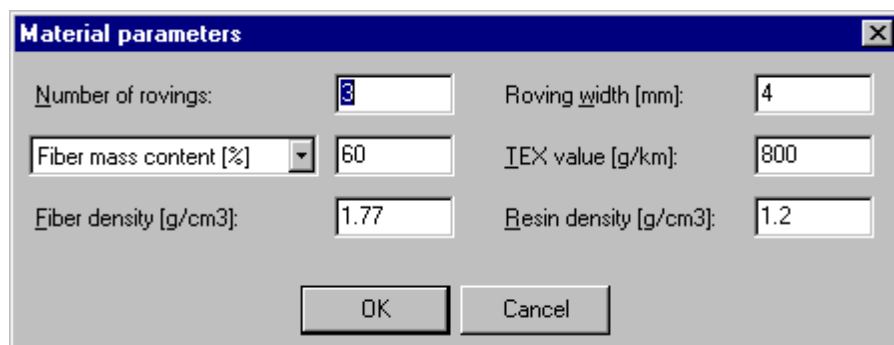 Material parameters
Number of rovings: 3 Roving width [mm]: 4
Fiber mass content [%] 60 TEX value [g/km]: 800
Fiber density [g/cm3]: 1.77 Resin density [g/cm3]: 1.2
OK Cancel